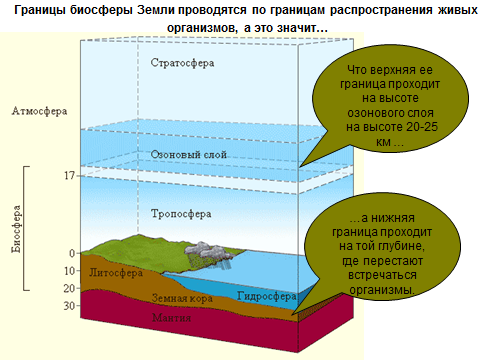 Границы биосферы Земли проводятся по границам распространения живых
организмов, а это значит…
Стратосфера
Что верхняя ее
граница проходит
на высоте
озонового слоя
на высоте 20-25
км …
Атмосфера
Озоновый слой
17
Тропосфера
Биосфера
…а нижняя
граница проходит
на той глубине,
где перестают
встречаться
организмы.
0
10
20
30
Литосфера
Земная кора
Гидросфера
Мантия